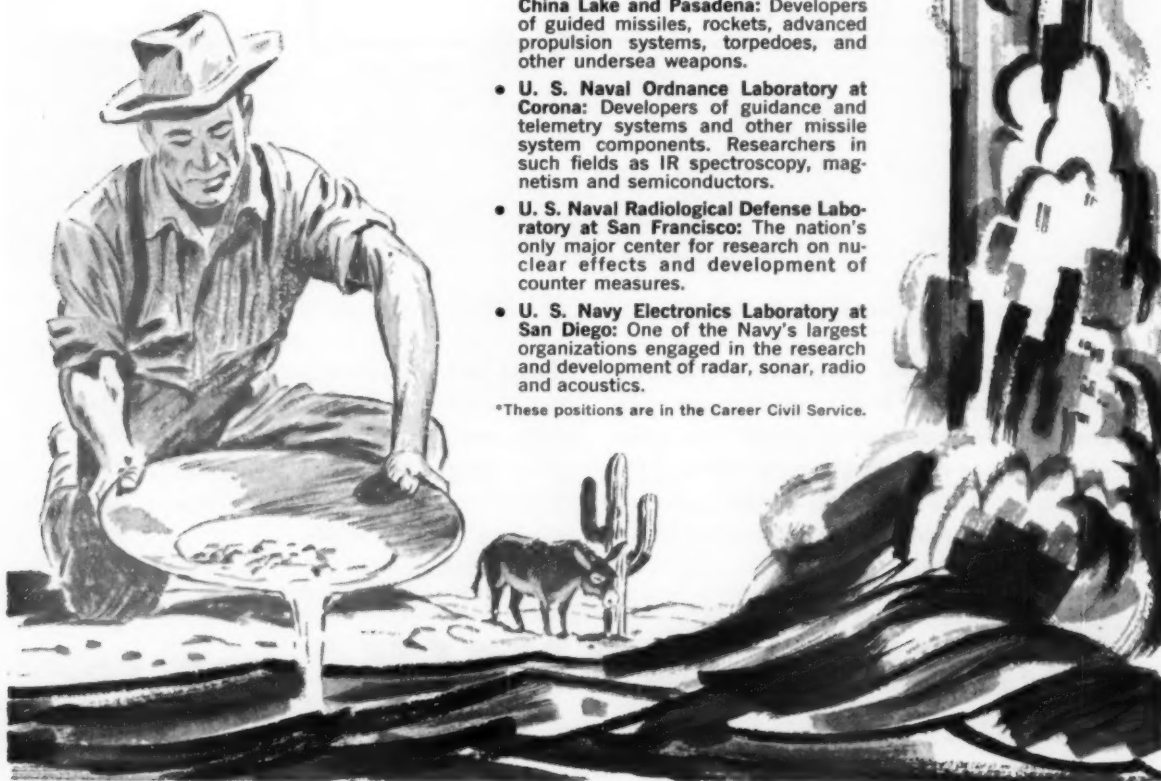 China Lake and Pasadena: Developers
of guided missiles, rockets, advanced
propulsion systems, torpedoes, and
other undersea weapons.
• U. S. Naval Ordnance Laboratory at
Corona: Developers of guidance and
telemetry systems and other missile
system components. Researchers in
such fields as IR spectroscopy, mag-
netism and semiconductors.
• U. S. Naval Radiological Defense Labo-
ratory at San Francisco: The nation's
only major center for research on nu-
clear effects and development of
counter measures.
• U. S. Navy Electronics Laboratory at
San Diego: One of the Navy's largest
organizations engaged in the research
and development of radar, sonar, radio
and acoustics.
*These positions are in the Career Civil Service.